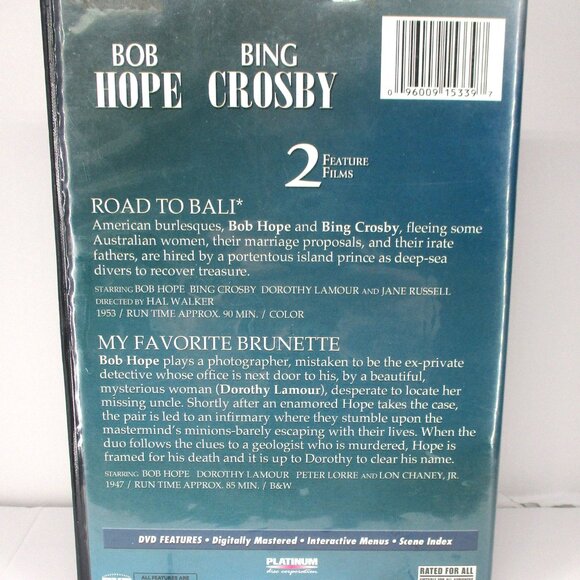 BOB BING
HOPE CROSBY
0 96009 15339 7
2 FEATURE
FILMS
ROAD TO BALI*
American burlesques, Bob Hope and Bing Crosby, fleeing some
Australian women, their marriage proposals, and their irate
fathers, are hired by a portentous island prince as deep-sea
divers to recover treasure.
STARRING BOB HOPE BING CROSBY DOROTHY LAMOUR AND JANE RUSSELL
DIRECTED BY HAL WALKER
1953 / RUN TIME APPROX. 90 MIN. / COLOR
MY FAVORITE BRUNETTE
Bob Hope plays a photographer, mistaken to be the ex-private
detective whose office is next door to his, by a beautiful,
mysterious woman (Dorothy Lamour), desperate to locate her
missing uncle. Shortly after an enamored Hope takes the case,
the pair is led to an infirmary where they stumble upon the
mastermind's minions-barely escaping with their lives. When the
duo follows the clues to a geologist who is murdered, Hope is
framed for his death and it is up to Dorothy to clear his name.
STARRING BOB HOPE DOROTHY LAMOUR PETER LORRE AND LON CHANEY, JR.
1947 / RUN TIME APPROX. 85 MIN. / B&W
DVD FEATURES • Digitally Mastered • Interactive Menus • Scene Index
PLATINUM
disc corporation
RATED FOR ALL
ALL FEATURES ARE